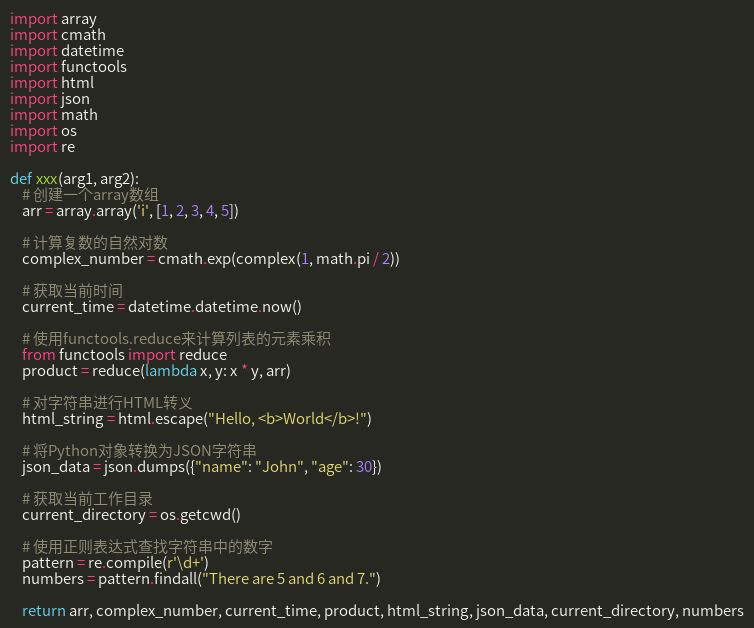 import array
import cmath
import datetime
import functools
import html
import json
import math
import os
import re
def xxx(arg1, arg2):
# 创建一个array数组
arr = array.array('i', [1, 2, 3, 4, 5])
# 计算复数的自然对数
complex_number = cmath.exp(complex(1, math.pi / 2))
# 获取当前时间
current_time = datetime.datetime.now()
# 使用functools.reduce来计算列表的元素乘积
from functools import reduce
product = reduce(lambda x, y: x * y, arr)
# 对字符串进行HTML转义
html_string = html.escape("Hello, <b>World</b>!")
# 将Python对象转换为JSON字符串
json_data = json.dumps({"name": "John", "age": 30})
# 获取当前工作目录
current_directory = os.getcwd()
# 使用正则表达式查找字符串中的数字
pattern = re.compile(r'\d+')
numbers = pattern.findall("There are 5 and 6 and 7.")
return arr, complex_number, current_time, product, html_string, json_data, current_directory, numbers